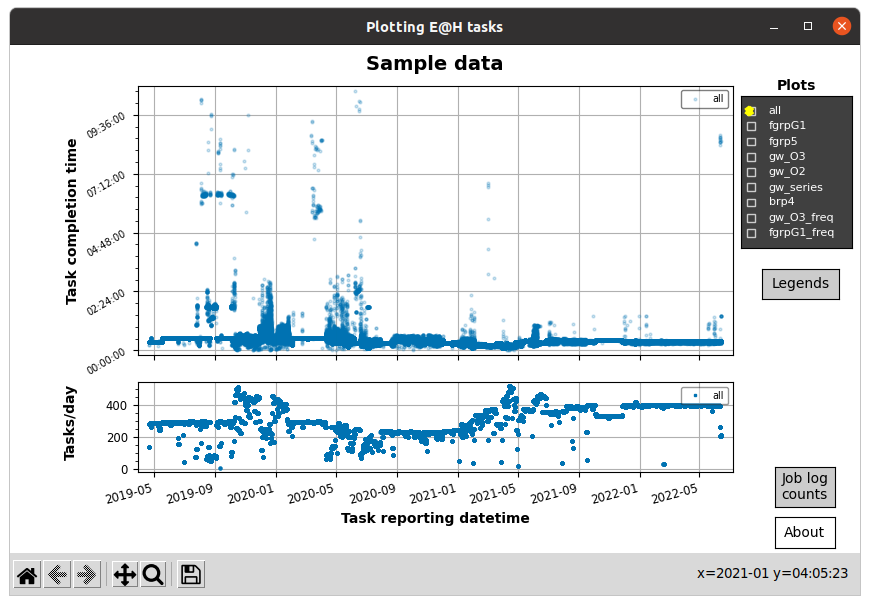 Plotting E@H tasks
Sample data
Task completion time
09:36:00
07:12:00
04:48:00
02:24:00
00:00:00
all
Plots
all
fgrpG1
fgrp5
gw_O3
gw_O2
gw_series
brp4
gw_O3_freq
fgrpG1_freq
Legends
Tasks/day
400
200
0
all
2019-05
2019-09
2020-01
2020-05
2020-09
2021-01
2021-05
2021-09
2022-01
2022-05
Task reporting datetime
Job log
counts
About
x=2021-01 y=04:05:23